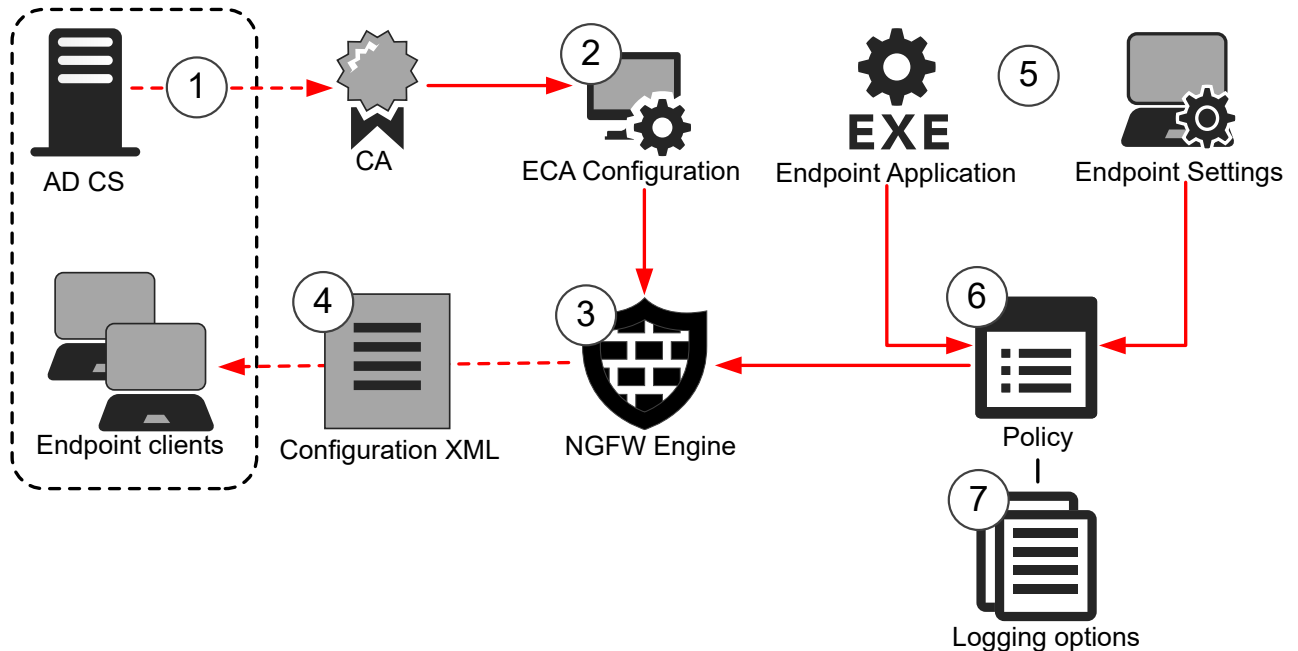 1
2
5
EXE
AD CS
CA
ECA Configuration
Endpoint Application
Endpoint Settings
4
3
6
Endpoint clients
Configuration XML
NGFW Engine
Policy
7
Logging options